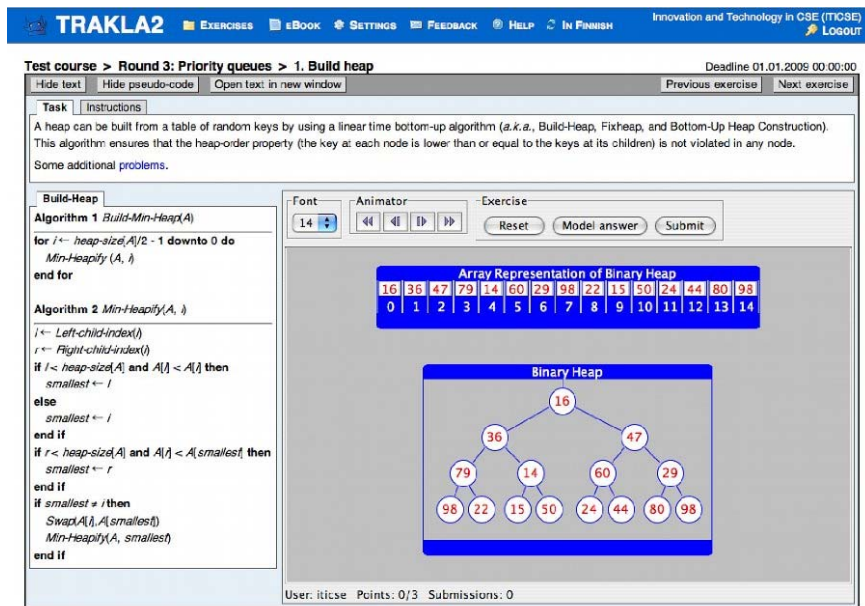 TRAKLA2 EXERCISES EBOOK SETTINGS FEEDBACK HELP IN FINNISH
Innovation and Technology in CSE (ITICSE)
LOGOUT
Test course > Round 3: Priority queues > 1. Build heap
Deadline 01.01.2009 00:00:00
Hide text Hide pseudo-code Open text in new window Previous exercise Next exercise
Task Instructions
A heap can be built from a table of random keys by using a linear time bottom-up algorithm (a.k.a., Build-Heap, Fixheap, and Bottom-Up Heap Construction).
This algorithm ensures that the heap-order property (the key at each node is lower than or equal to the keys at its children) is not violated in any node.
Some additional problems.
Build-Heap
Algorithm 1 Build-Min-Heap(A)
for i ← heap-size[A]/2 - 1 downto 0 do
Min-Heapify (A, i)
end for
Algorithm 2 Min-Heapify(A, i)
l ← Left-child-index(i)
r ← Right-child-index(i)
if l < heap-size[A] and A[l] < A[i] then
smallest ← l
else
smallest ← i
end if
if r < heap-size[A] and A[r] < A[smallest] then
smallest ← r
end if
if smallest ≠ i then
Swap(A[i], A[smallest])
Min-Heapify(A, smallest)
end if
Font Animator Exercise
14 Reset Model answer Submit
Array Representation of Binary Heap
16 36 47 79 14 60 29 98 22 15 50 24 44 80 98
0 1 2 3 4 5 6 7 8 9 10 11 12 13 14
Binary Heap
16
36 47
79 14 60 29
98 22 15 50 24 44 80 98
User: iticse Points: 0/3 Submissions: 0